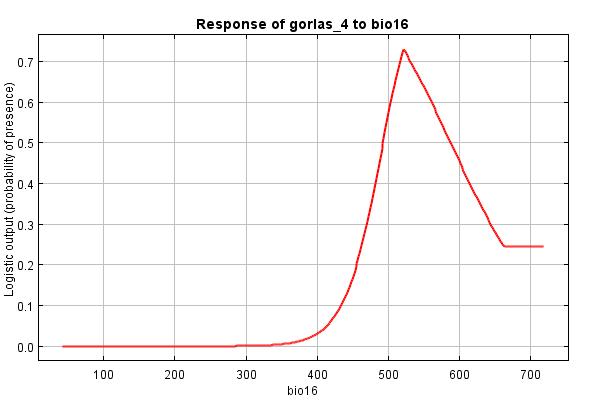 Response of gorlas_4 to bio16
Logistic output (probability of presence)
0.7
0.6
0.5
0.4
0.3
0.2
0.1
0.0
100 200 300 400 500 600 700
bio16